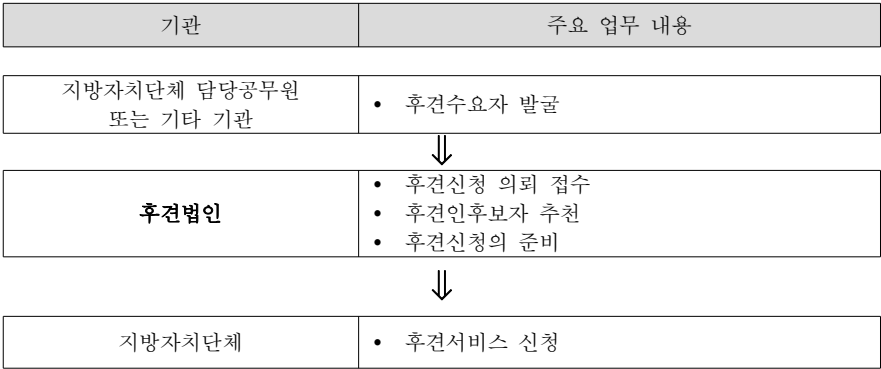 기관 주요 업무 내용
지방자치단체 담당공무원
또는 기타 기관
• 후견수요자 발굴
⇓
후견법인
• 후견신청 의뢰 접수
• 후견인후보자 추천
• 후견신청의 준비
⇓
지방자치단체
• 후견서비스 신청